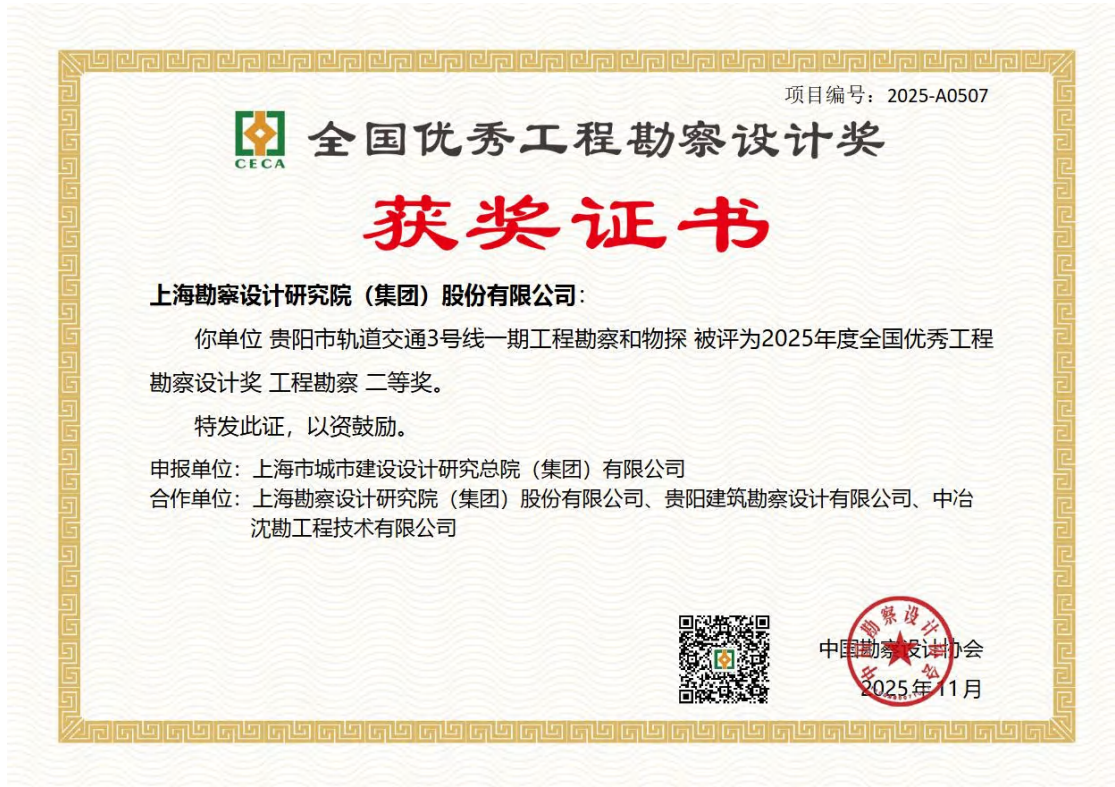 项目编号：2025-A0507
CECA
全国优秀工程勘察设计奖
获奖证书
上海勘察设计研究院（集团）股份有限公司：
你单位 贵阳市轨道交通3号线一期工程勘察和物探 被评为2025年度全国优秀工程
勘察设计奖 工程勘察 二等奖。
特发此证，以资鼓励。
申报单位：上海市城市建设设计研究总院（集团）有限公司
合作单位：上海勘察设计研究院（集团）股份有限公司、贵阳建筑勘察设计有限公司、中冶
沈勘工程技术有限公司
中国勘察设计协会
中国勘察设计协会
2025年11月